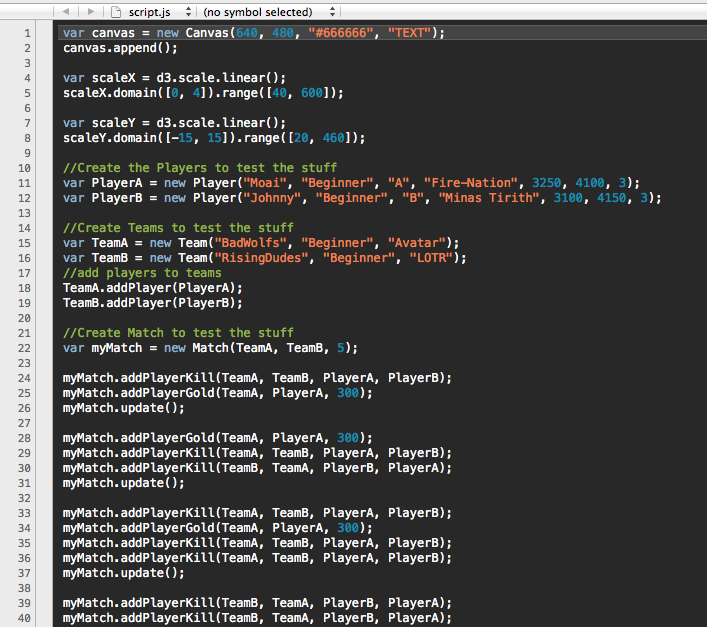 script.js (no symbol selected)
1 var canvas = new Canvas(640, 480, "#666666", "TEXT");
2 canvas.append();
3
4 var scaleX = d3.scale.linear();
5 scaleX.domain([0, 4]).range([40, 600]);
6
7 var scaleY = d3.scale.linear();
8 scaleY.domain([-15, 15]).range([20, 460]);
9
10 //Create the Players to test the stuff
11 var PlayerA = new Player("Moai", "Beginner", "A", "Fire-Nation", 3250, 4100, 3);
12 var PlayerB = new Player("Johnny", "Beginner", "B", "Minas Tirith", 3100, 4150, 3);
13
14 //Create Teams to test the stuff
15 var TeamA = new Team("BadWolfs", "Beginner", "Avatar");
16 var TeamB = new Team("RisingDudes", "Beginner", "LOTR");
17 //add players to teams
18 TeamA.addPlayer(PlayerA);
19 TeamB.addPlayer(PlayerB);
20
21 //Create Match to test the stuff
22 var myMatch = new Match(TeamA, TeamB, 5);
23
24 myMatch.addPlayerKill(TeamA, TeamB, PlayerA, PlayerB);
25 myMatch.addPlayerGold(TeamA, PlayerA, 300);
26 myMatch.update();
27
28 myMatch.addPlayerGold(TeamA, PlayerA, 300);
29 myMatch.addPlayerKill(TeamA, TeamB, PlayerA, PlayerB);
30 myMatch.addPlayerKill(TeamB, TeamA, PlayerB, PlayerA);
31 myMatch.update();
32
33 myMatch.addPlayerKill(TeamA, TeamB, PlayerA, PlayerB);
34 myMatch.addPlayerGold(TeamA, PlayerA, 300);
35 myMatch.addPlayerKill(TeamA, TeamB, PlayerA, PlayerB);
36 myMatch.addPlayerKill(TeamA, TeamB, PlayerA, PlayerB);
37 myMatch.update();
38
39 myMatch.addPlayerKill(TeamB, TeamA, PlayerB, PlayerA);
40 myMatch.addPlayerKill(TeamB, TeamA, PlayerB, PlayerA);